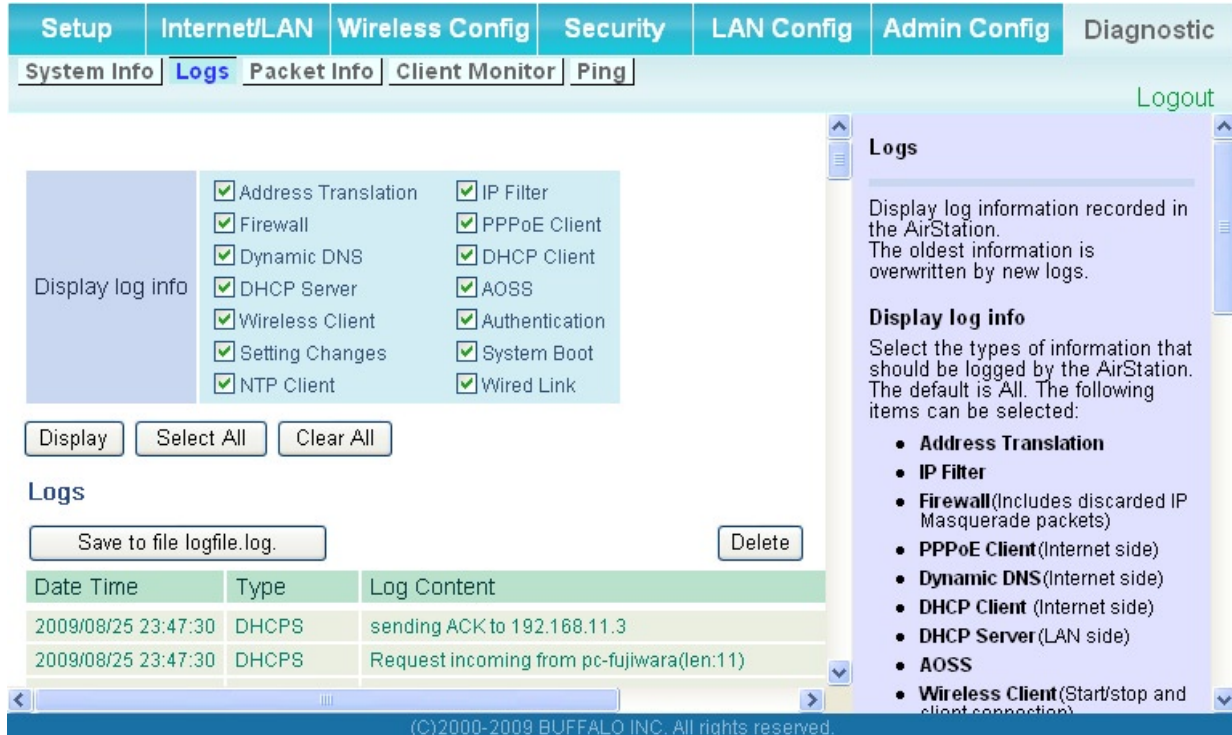 Setup Internet/LAN Wireless Config Security LAN Config Admin Config Diagnostic
System Info Logs Packet Info Client Monitor Ping
Logout
Display log info
Address Translation IP Filter
Firewall PPPoE Client
Dynamic DNS DHCP Client
DHCP Server AOSS
Wireless Client Authentication
Setting Changes System Boot
NTP Client Wired Link
Display Select All Clear All
Logs
Save to file logfile.log. Delete
Date Time Type Log Content
2009/08/25 23:47:30 DHCPS sending ACK to 192.168.11.3
2009/08/25 23:47:30 DHCPS Request incoming from pc-fujiwara(len:11)
Logs
Display log information recorded in
the AirStation.
The oldest information is
overwritten by new logs.
Display log info
Select the types of information that
should be logged by the AirStation.
The default is All. The following
items can be selected:
Address Translation
IP Filter
Firewall(Includes discarded IP
Masquerade packets)
PPPoE Client(Internet side)
Dynamic DNS(Internet side)
DHCP Client (Internet side)
DHCP Server(LAN side)
AOSS
Wireless Client(Start/stop and
client connection)
(C)2000-2009 BUFFALO INC. All rights reserved.